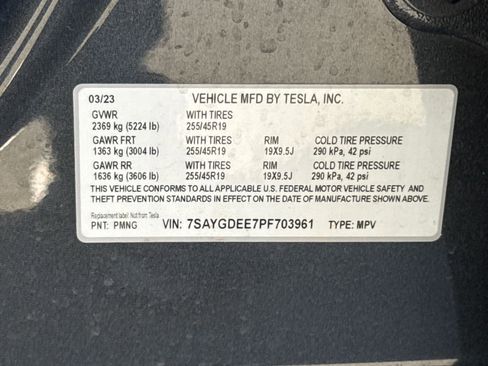 03/23 VEHICLE MFD BY TESLA, INC.
GVWR WITH TIRES
2369 kg (5224 lb) 255/45R19
GAWR FRT WITH TIRES RIM COLD TIRE PRESSURE
1363 kg (3004 lb) 255/45R19 19X9.5J 290 kPa, 42 psi
GAWR RR WITH TIRES RIM COLD TIRE PRESSURE
1636 kg (3606 lb) 255/45R19 19X9.5J 290 kPa, 42 psi
THIS VEHICLE CONFORMS TO ALL APPLICABLE U.S. FEDERAL MOTOR VEHICLE SAFETY AND
THEFT PREVENTION STANDARDS IN EFFECT ON THE DATE OF MANUFACTURE SHOWN ABOVE.
Replacement label: Not from Tesla
PNT: PMNG VIN: 7SAYGDEE7PF703961 TYPE: MPV